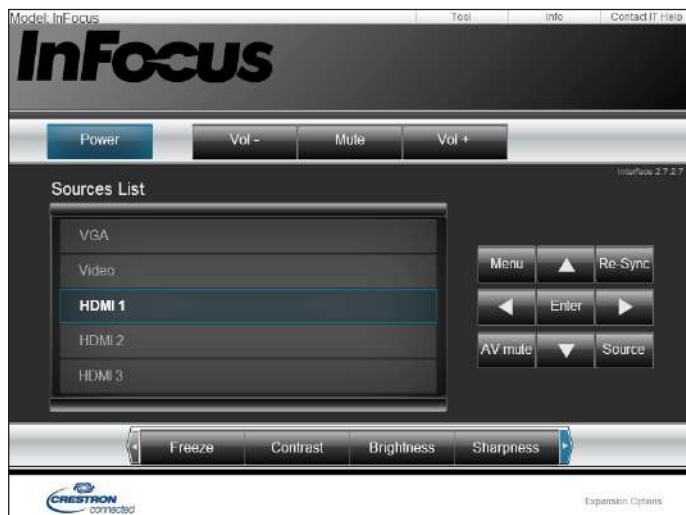 Model: InFocus
Tool Info Contact IT Help
InFocus
Power Vol - Mute Vol +
Interface 2.7.2.7
Sources List
VGA
Video
HDMI 1
HDMI 2
HDMI 3
Menu Re-Sync
Enter
AV mute Source
Freeze Contrast Brightness Sharpness
CRESTRON
connected
Expansion Options